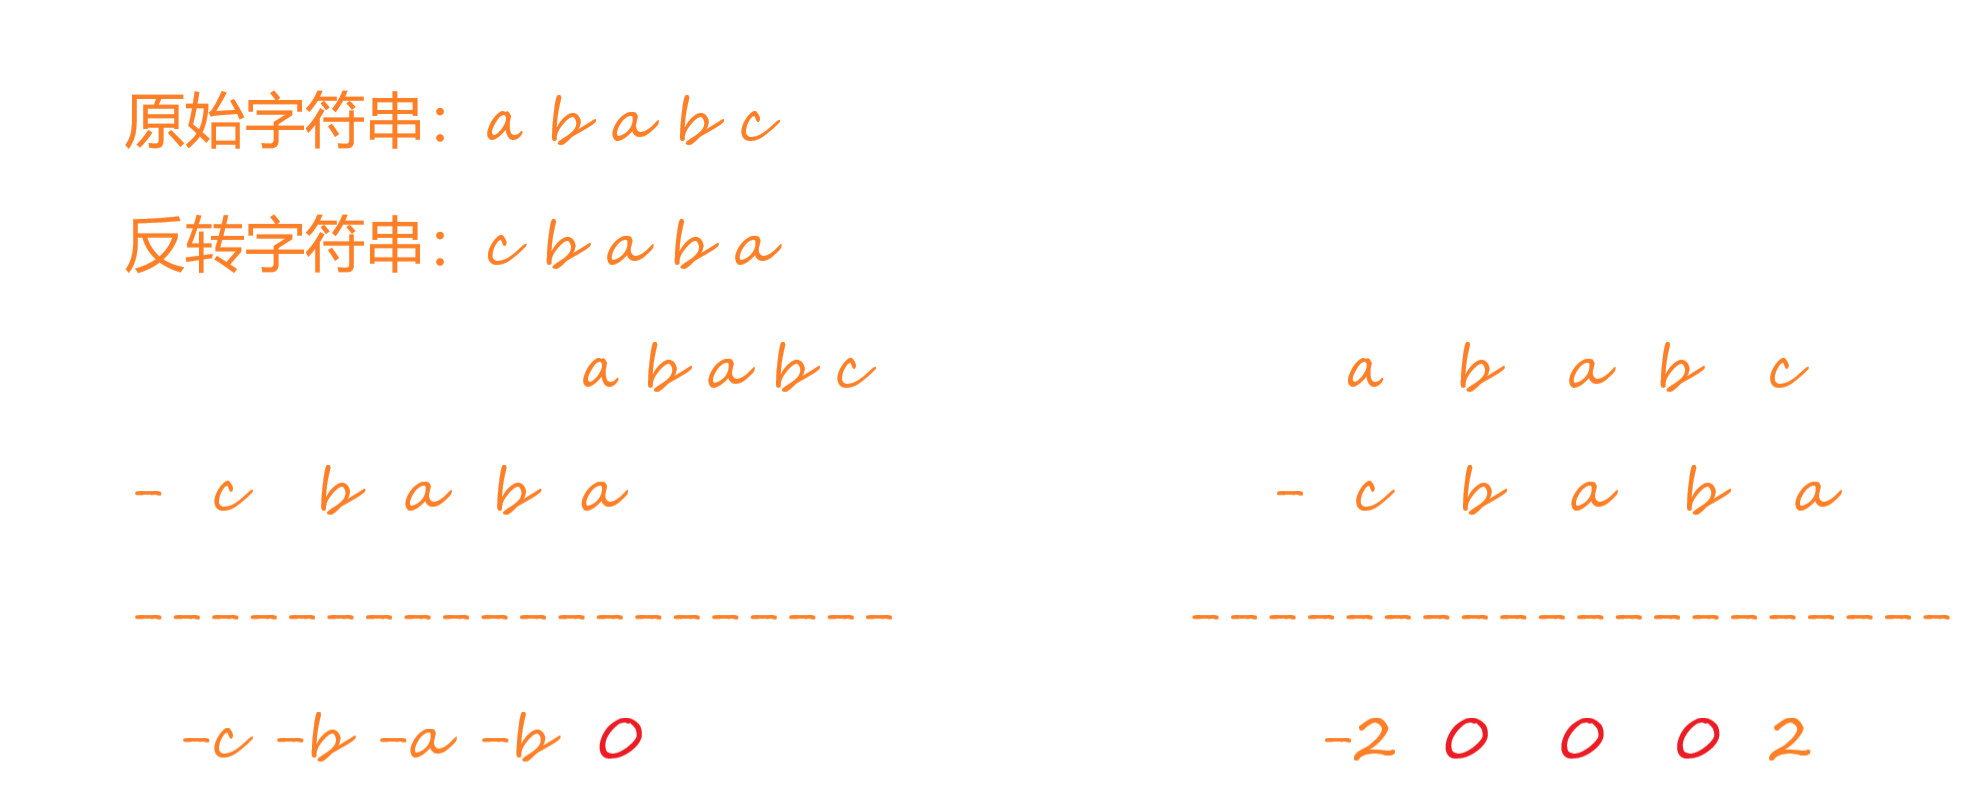 原始字符串：a b a b c
反转字符串：c b a b a
a b a b c
- c b a b a
--------------------
-c -b -a -b 0
a b a b c
- c b a b a
--------------------
-2 0 0 0 2